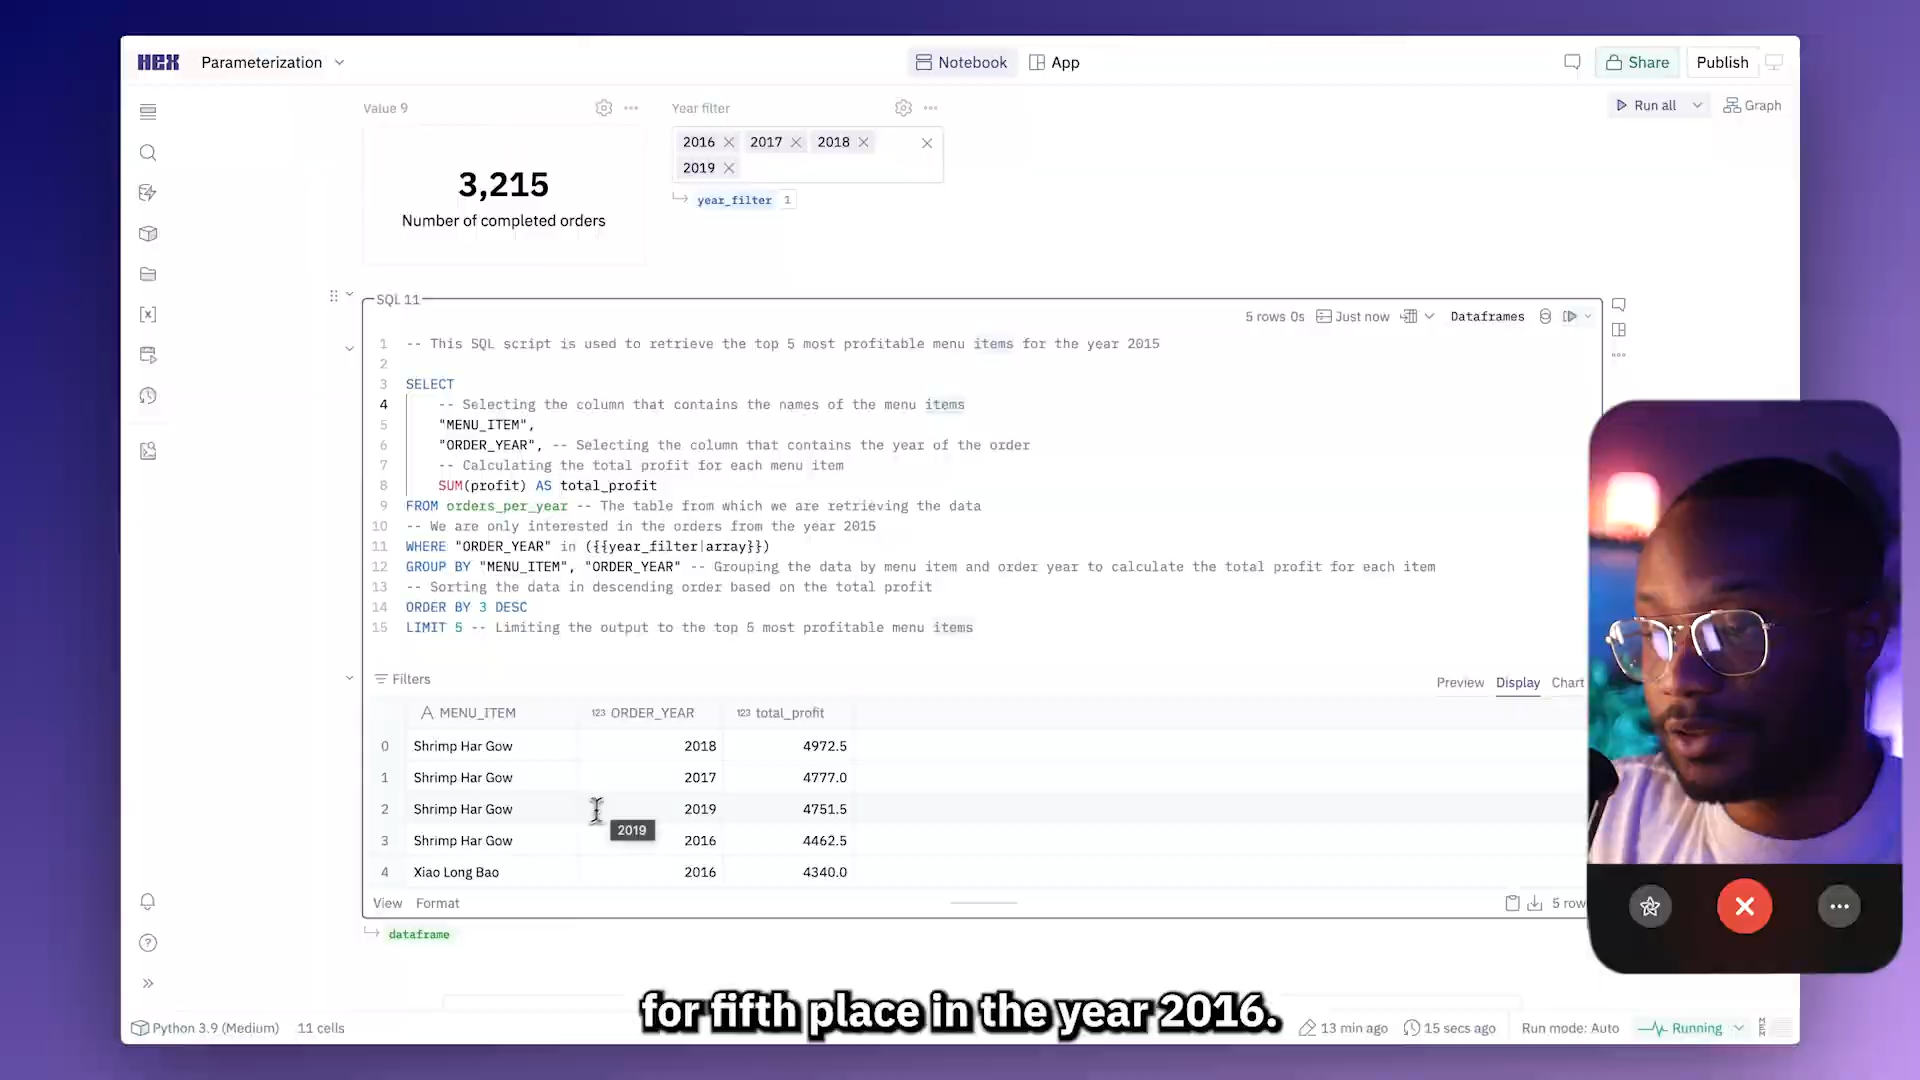 HEX Parameterization Notebook App Share Publish
Run all Graph
Value 9
3,215
Number of completed orders
Year filter
2016 2017 2018
2019
year_filter 1
SQL 11
5 rows 0s Just now Dataframes
1 -- This SQL script is used to retrieve the top 5 most profitable menu items for the year 2015
2
3 SELECT
4 -- Selecting the column that contains the names of the menu items
5 "MENU_ITEM",
6 "ORDER_YEAR", -- Selecting the column that contains the year of the order
7 -- Calculating the total profit for each menu item
8 SUM(profit) AS total_profit
9 FROM orders_per_year -- The table from which we are retrieving the data
10 -- We are only interested in the orders from the year 2015
11 WHERE "ORDER_YEAR" in ({{year_filter|array}})
12 GROUP BY "MENU_ITEM", "ORDER_YEAR" -- Grouping the data by menu item and order year to calculate the total profit for each item
13 -- Sorting the data in descending order based on the total profit
14 ORDER BY 3 DESC
15 LIMIT 5 -- Limiting the output to the top 5 most profitable menu items
Filters Preview Display Chart
A MENU_ITEM 123 ORDER_YEAR 123 total_profit
0 Shrimp Har Gow 2018 4972.5
1 Shrimp Har Gow 2017 4777.0
2 Shrimp Har Gow 2019 4751.5
2019
3 Shrimp Har Gow 2016 4462.5
4 Xiao Long Bao 2016 4340.0
View Format 5 row
dataframe
for fifth place in the year 2016.
Python 3.9 (Medium) 11 cells 13 min ago 15 secs ago Run mode: Auto Running